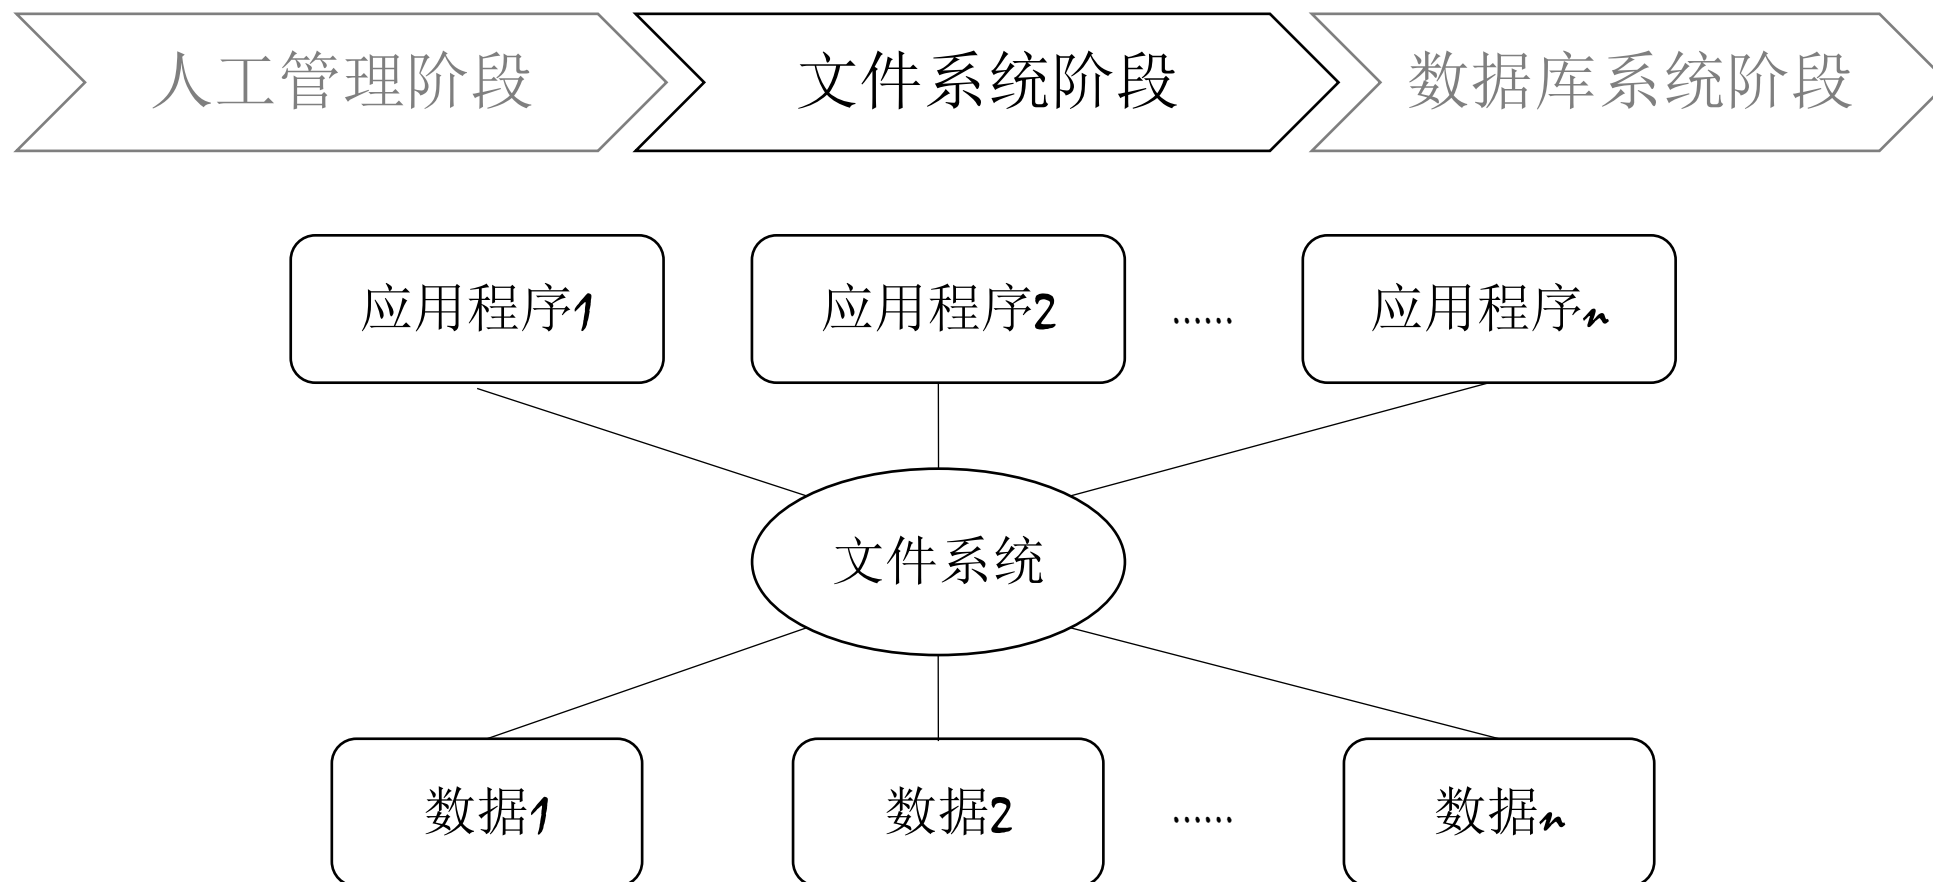 人工管理阶段 文件系统阶段 数据库系统阶段
应用程序1 应用程序2 ...... 应用程序n
文件系统
数据1 数据2 ...... 数据n